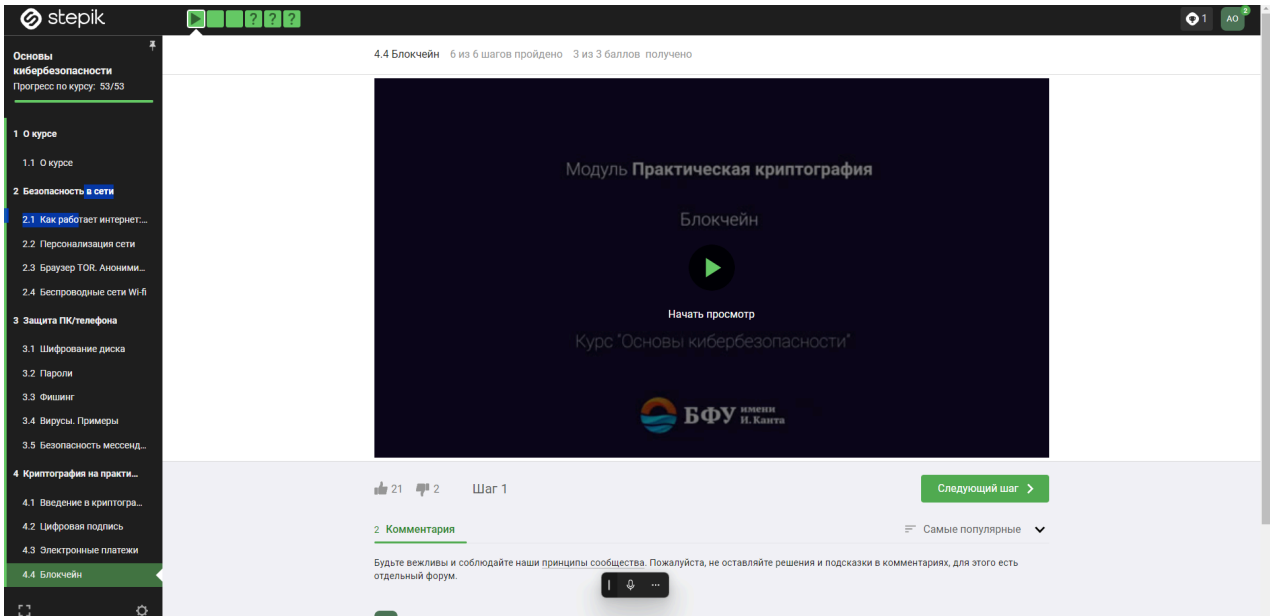 stepik
? ? ?
1
АО
2
Основы
кибербезопасности
Прогресс по курсу: 53/53
1 О курсе
1.1 О курсе
2 Безопасность в сети
2.1 Как работает интернет:...
2.2 Персонализация сети
2.3 Браузер TOR. Аноними...
2.4 Беспроводные сети Wi-fi
3 Защита ПК/телефона
3.1 Шифрование диска
3.2 Пароли
3.3 Фишинг
3.4 Вирусы. Примеры
3.5 Безопасность мессенд...
4 Криптография на практи...
4.1 Введение в криптогра...
4.2 Цифровая подпись
4.3 Электронные платежи
4.4 Блокчейн
4.4 Блокчейн 6 из 6 шагов пройдено 3 из 3 баллов получено
Модуль Практическая криптография
Блокчейн
Начать просмотр
Курс "Основы кибербезопасности"
БФУ имени И. Канта
21 2 Шаг 1
Следующий шаг
2 Комментария
Самые популярные
Будьте вежливы и соблюдайте наши принципы сообщества. Пожалуйста, не оставляйте решения и подсказки в комментариях, для этого есть
отдельный форум.